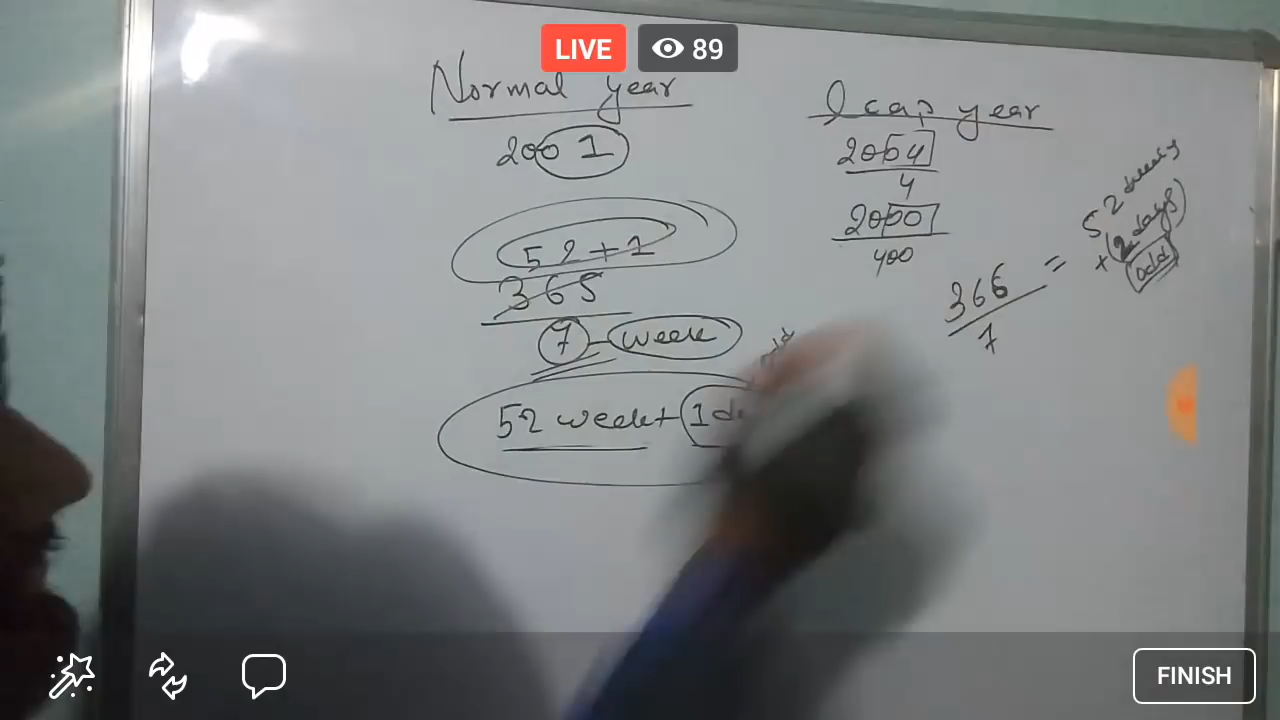 LIVE 89
Normal year
2001
52+1
365
7 - week
52 week + 1
leap year
2004
4
2000
400
366 = 52 weeks
7 + (2 days)
odd
FINISH